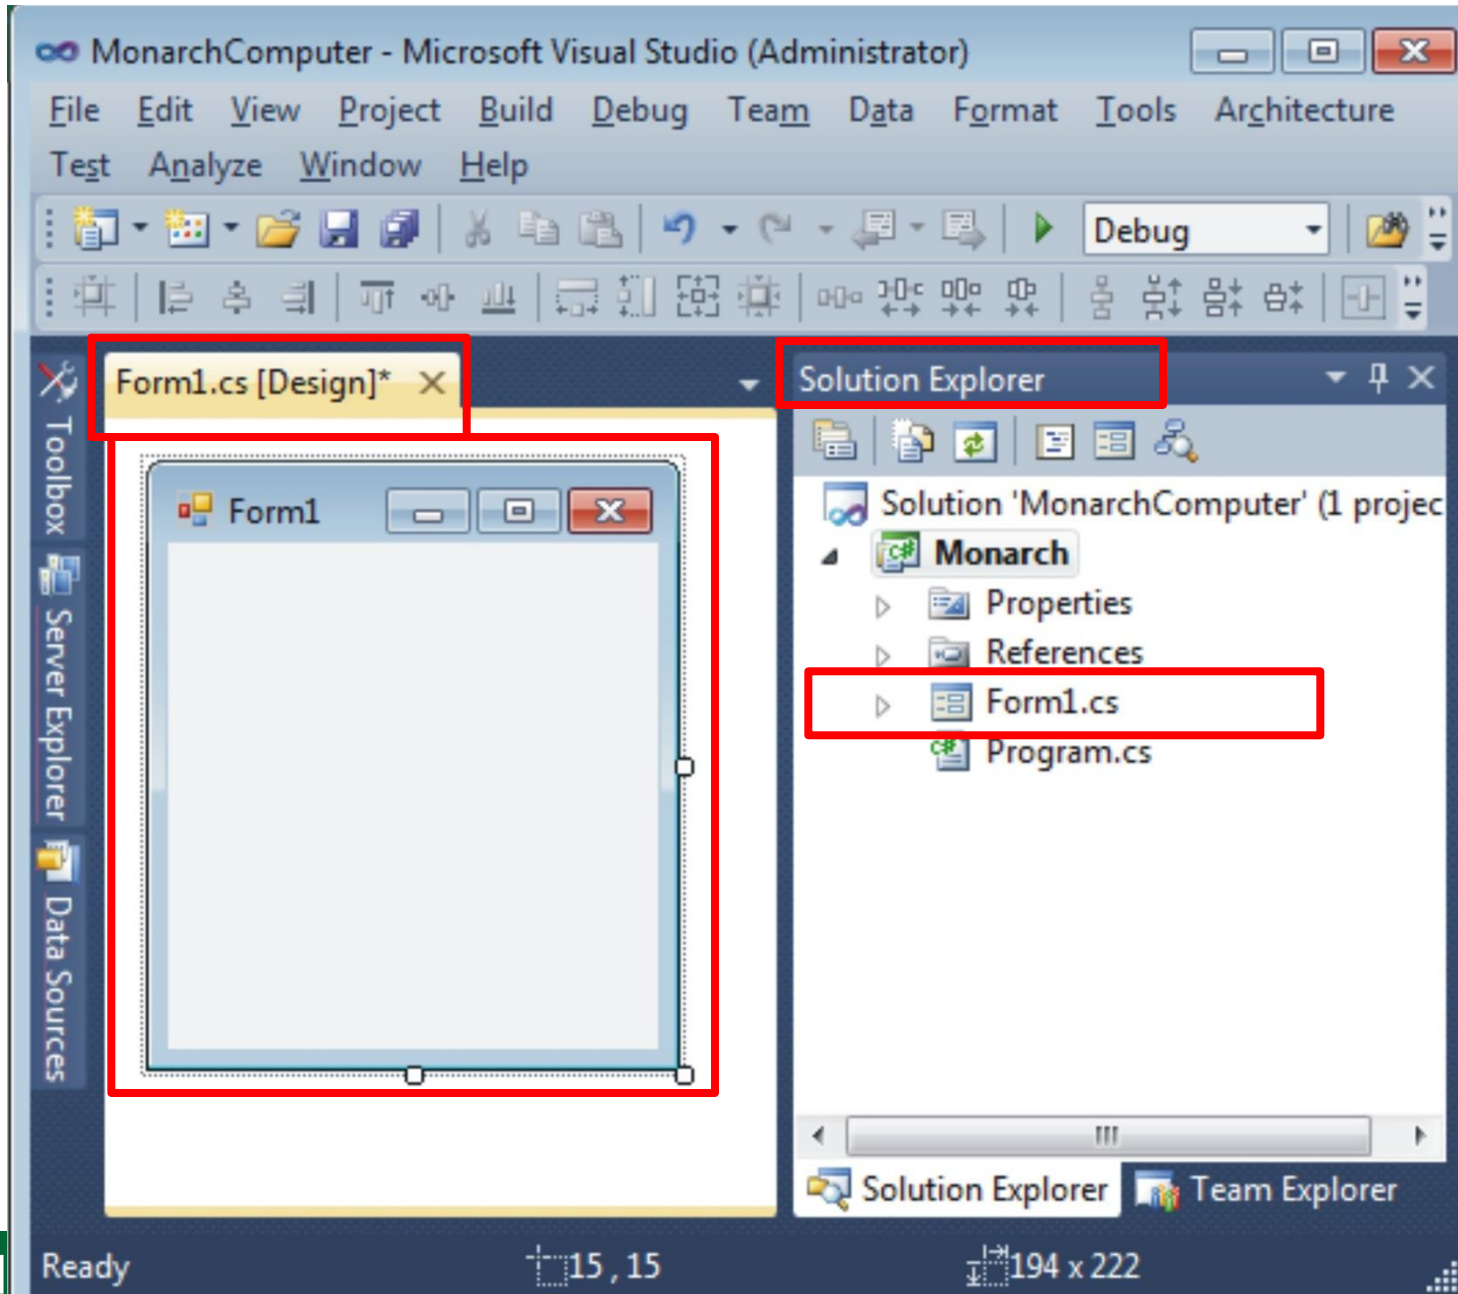 MonarchComputer - Microsoft Visual Studio (Administrator)
File Edit View Project Build Debug Team Data Format Tools Architecture
Test Analyze Window Help
Debug
Toolbox
Server Explorer
Data Sources
Form1.cs [Design]*
Form1
Solution Explorer
Solution 'MonarchComputer' (1 projec
Monarch
Properties
References
Form1.cs
Program.cs
Solution Explorer Team Explorer
Ready 15 , 15 194 x 222